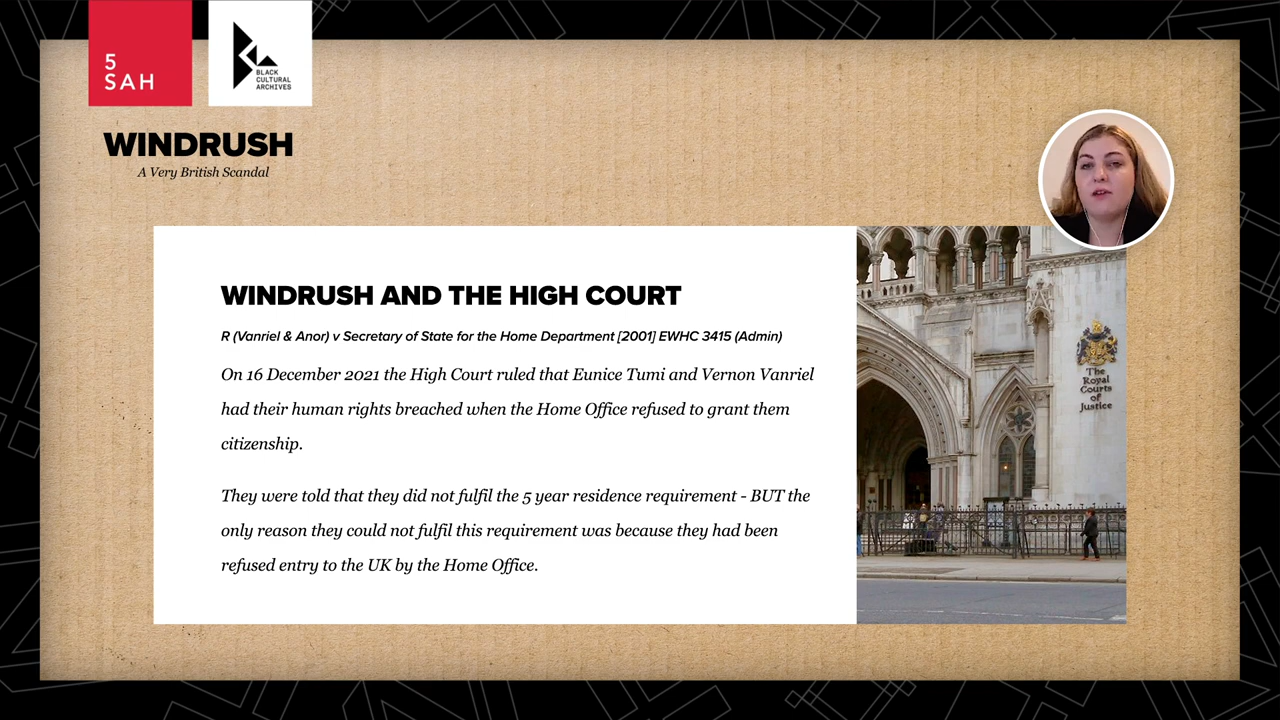 5
SAH
BLACK
CULTURAL
ARCHIVES
WINDRUSH
A Very British Scandal
WINDRUSH AND THE HIGH COURT
R (Vanriel & Anor) v Secretary of State for the Home Department [2001] EWHC 3415 (Admin)
On 16 December 2021 the High Court ruled that Eunice Tumi and Vernon Vanriel
had their human rights breached when the Home Office refused to grant them
citizenship.
They were told that they did not fulfil the 5 year residence requirement - BUT the
only reason they could not fulfil this requirement was because they had been
refused entry to the UK by the Home Office.
The
Royal
Courts
of
Justice